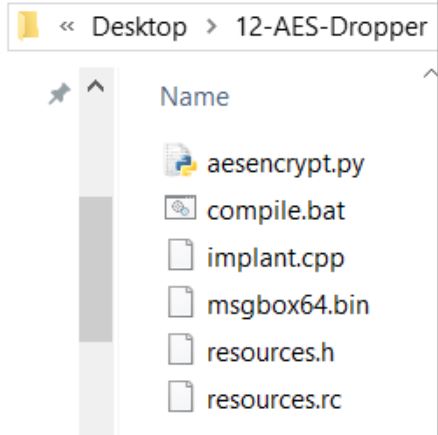 « Desktop > 12-AES-Dropper
Name
aesencrypt.py
compile.bat
implant.cpp
msgbox64.bin
resources.h
resources.rc